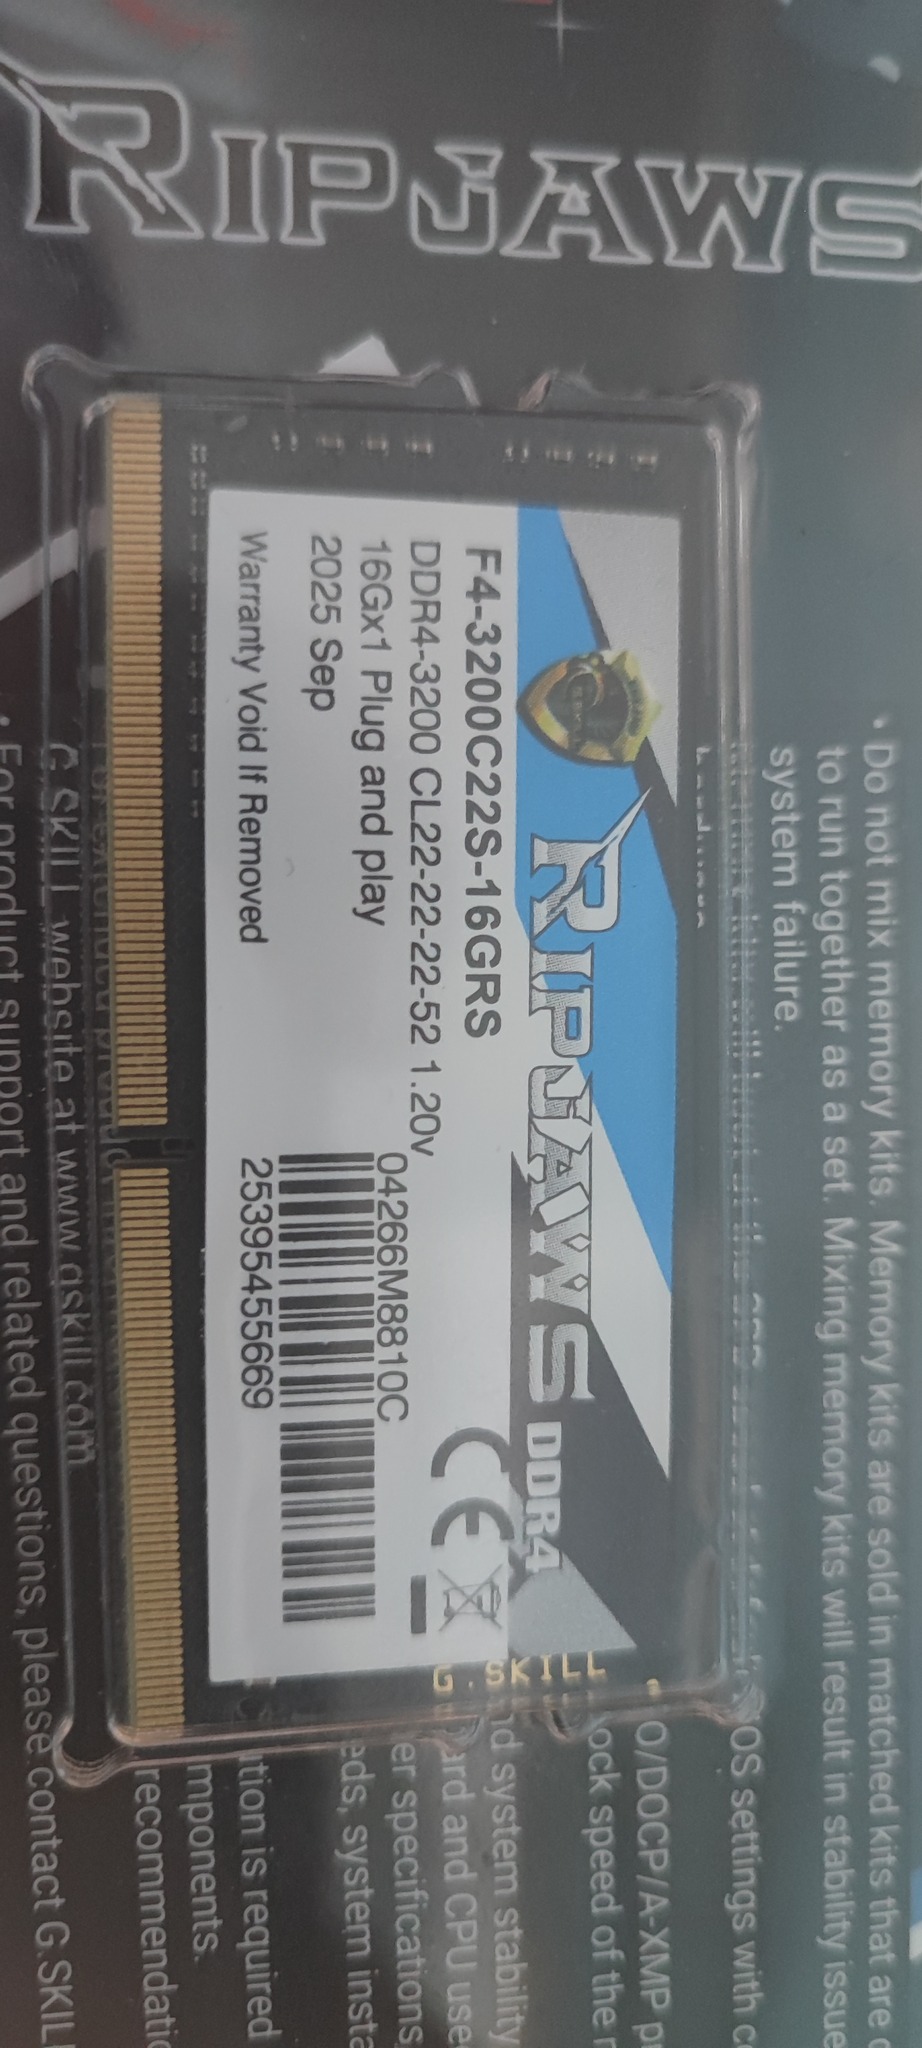 RIPJAWS
• Do not mix memory kits. Memory kits are sold in matched kits that are
to run together as a set. Mixing memory kits will result in stability issue
system failure.
OS settings with
O/DOCP/A-XMP
ock speed of the
system stability
ard and CPU use
er specifications
eds, system insta
tion is required
mponents.
recommendatio
G.SKILL website at www.gskill.com
• For product support and related questions, please contact G.SKIL
RIPJAWS DDR4
F4-3200C22S-16GRS
DDR4-3200 CL22-22-22-52 1.20v
16Gx1 Plug and play
2025 Sep
Warranty Void If Removed
04266M8810C
25395455669
CE
G.SKILL